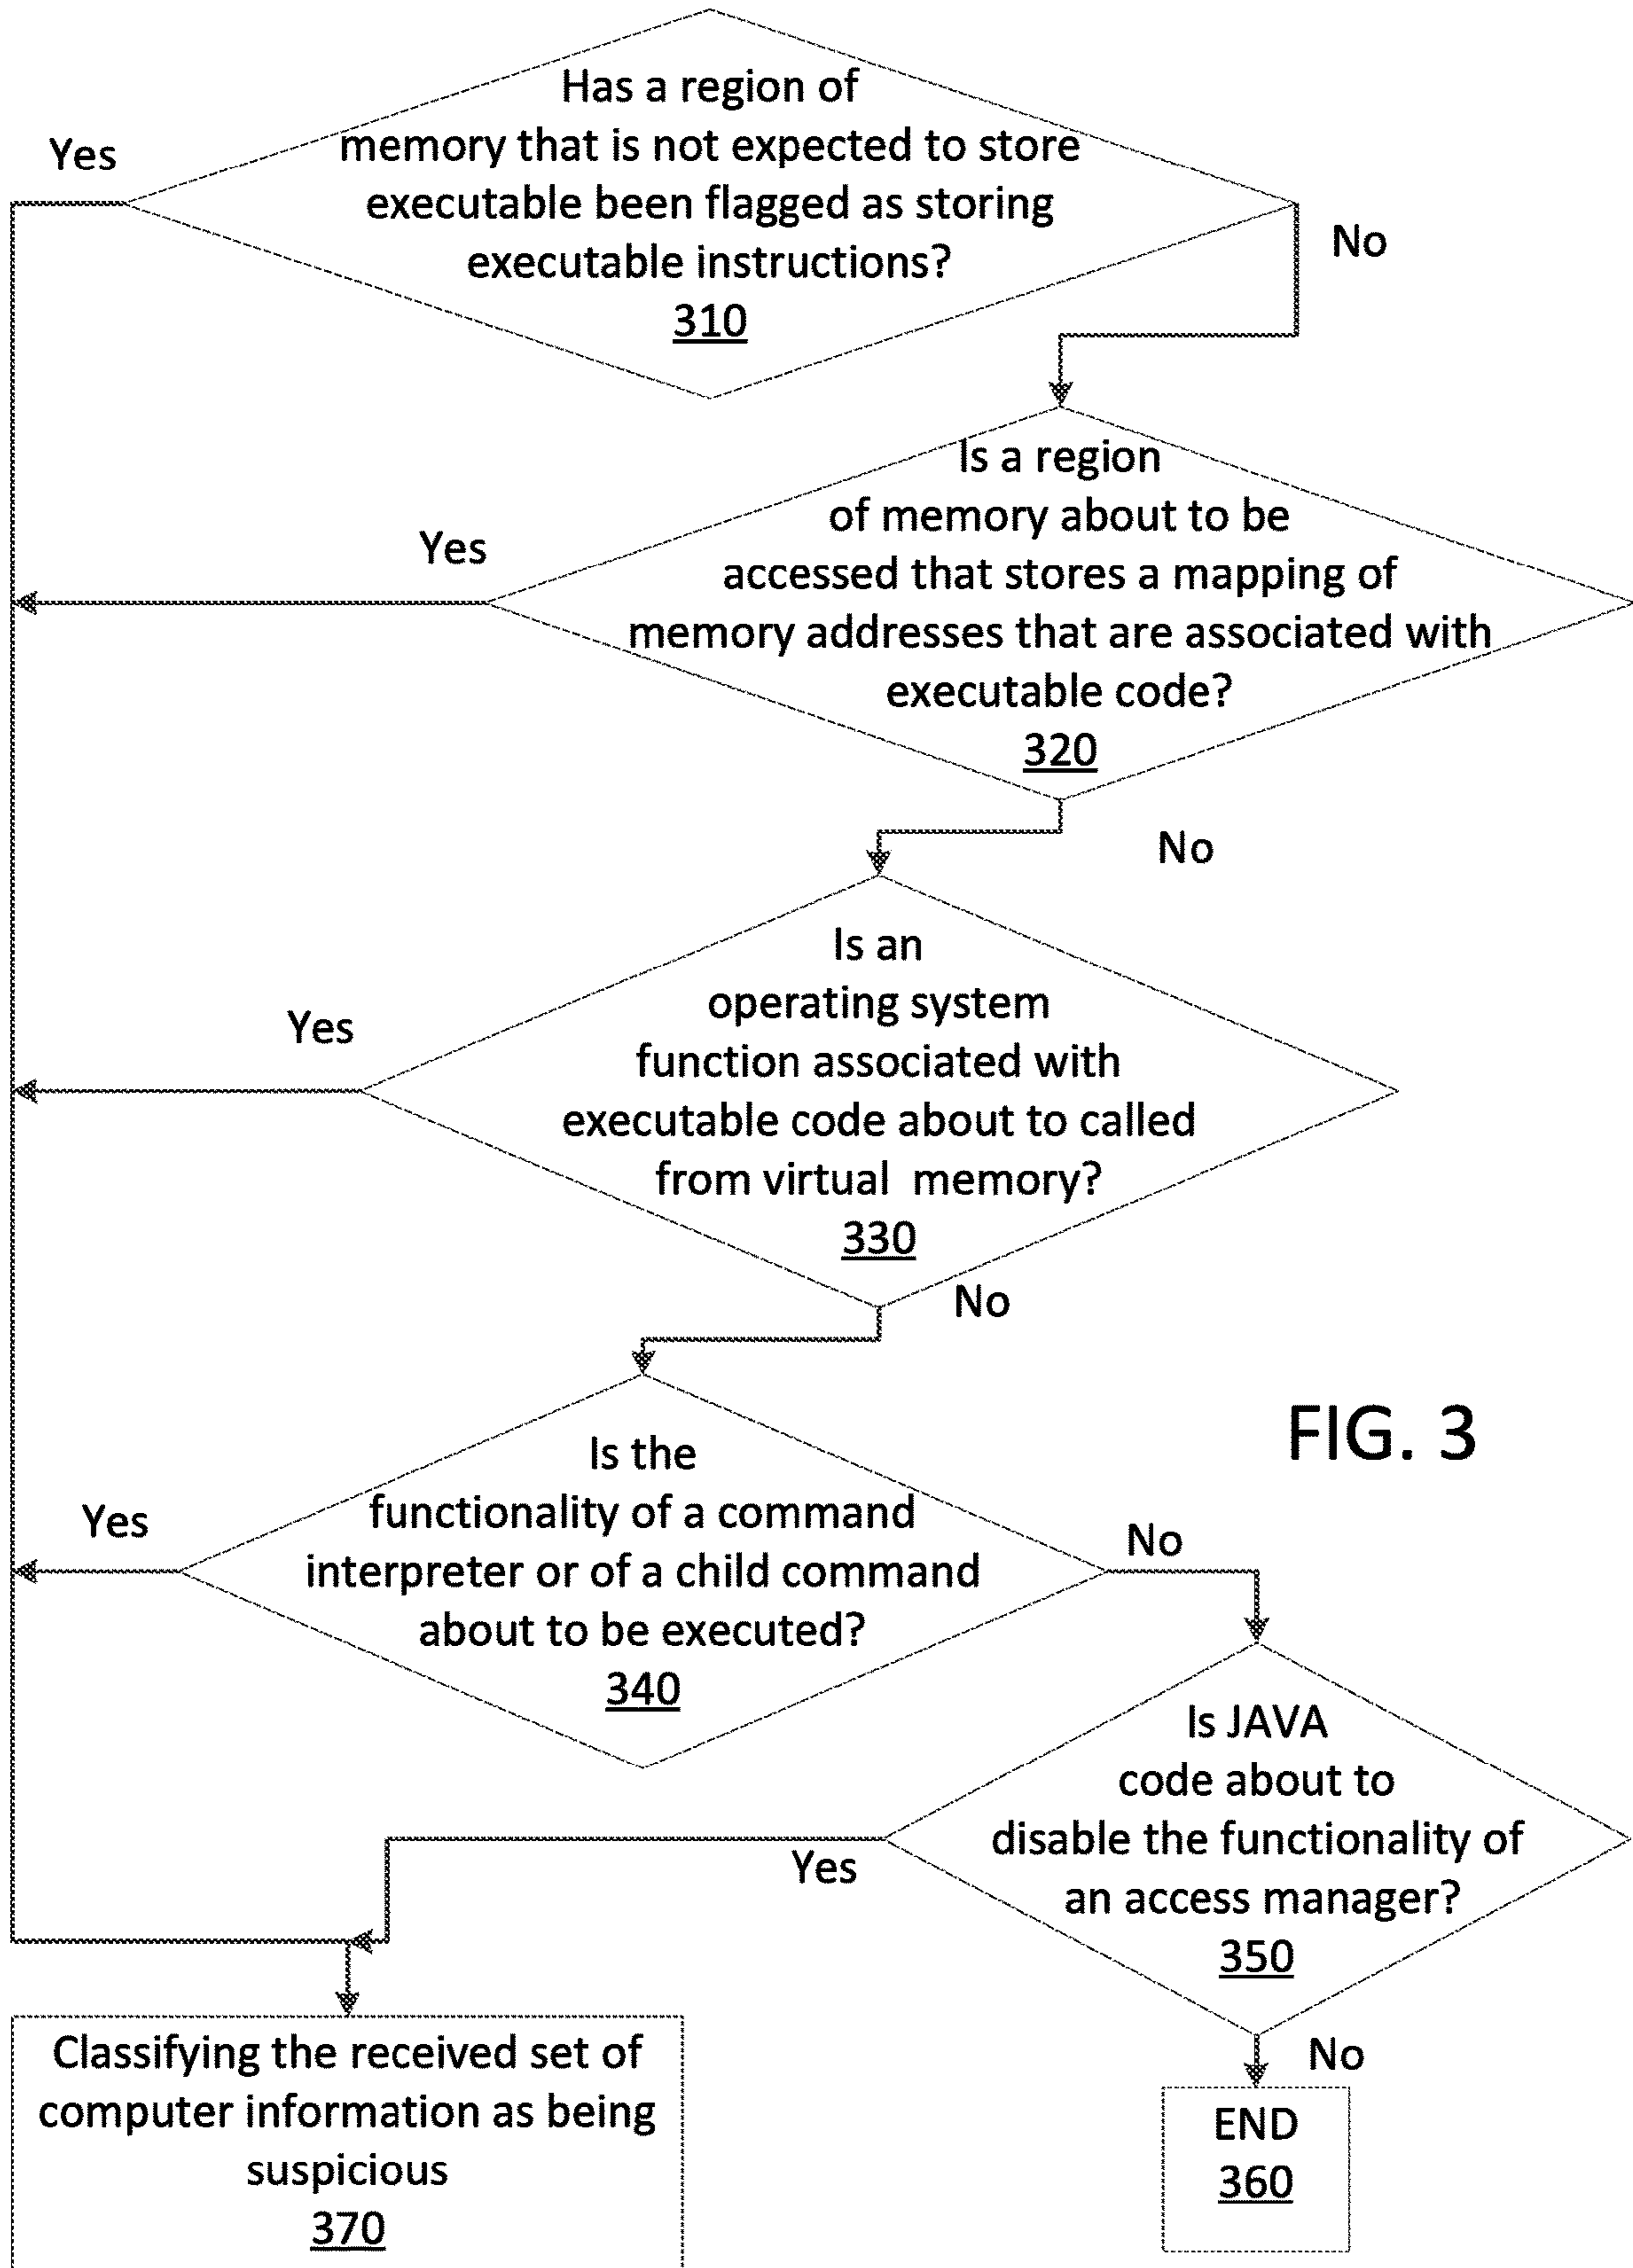 Has a region of
memory that is not expected to store
executable been flagged as storing
executable instructions?
310
Yes
No
Is a region
of memory about to be
accessed that stores a mapping of
memory addresses that are associated with
executable code?
320
Yes
No
Is an
operating system
function associated with
executable code about to called
from virtual memory?
330
Yes
No
Is the
functionality of a command
interpreter or of a child command
about to be executed?
340
Yes
No
FIG. 3
Is JAVA
code about to
disable the functionality of
an access manager?
350
Yes
No
END
360
Classifying the received set of
computer information as being
suspicious
370